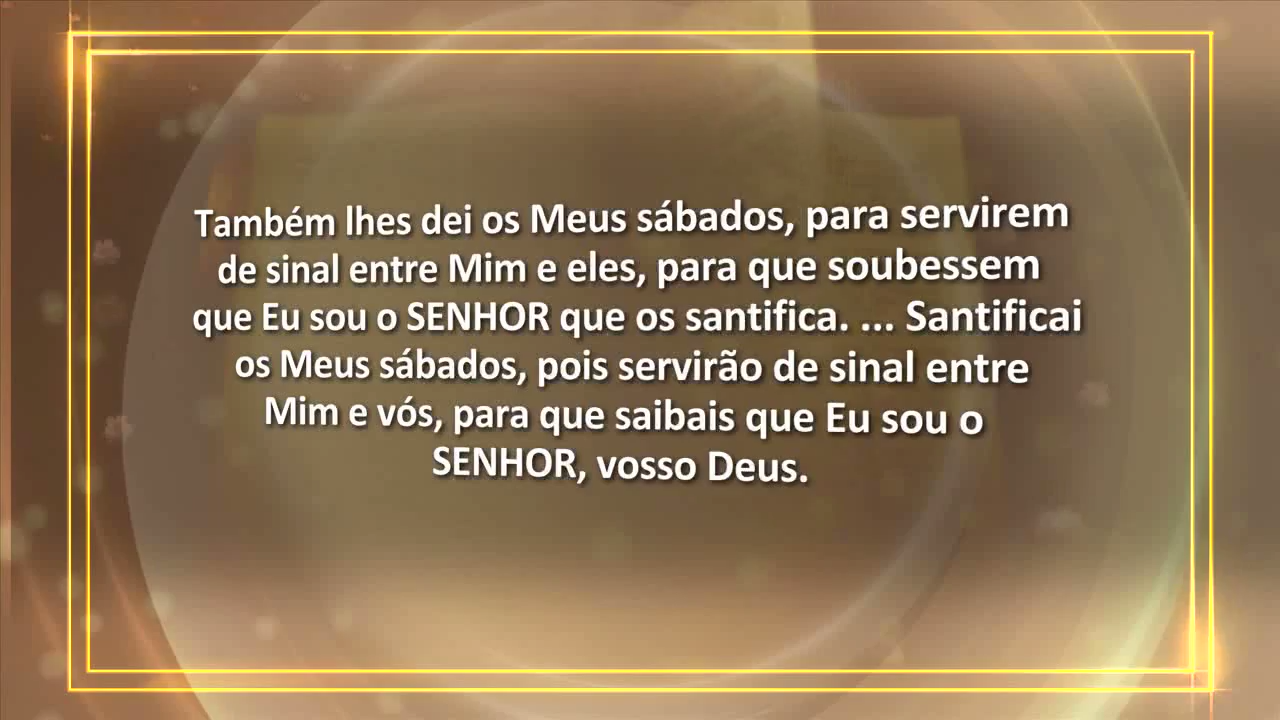 Também lhes dei os Meus sábados, para servirem
de sinal entre Mim e eles, para que soubessem
que Eu sou o SENHOR que os santifica. ... Santificai
os Meus sábados, pois servirão de sinal entre
Mim e vós, para que saibais que Eu sou o
SENHOR, vosso Deus.